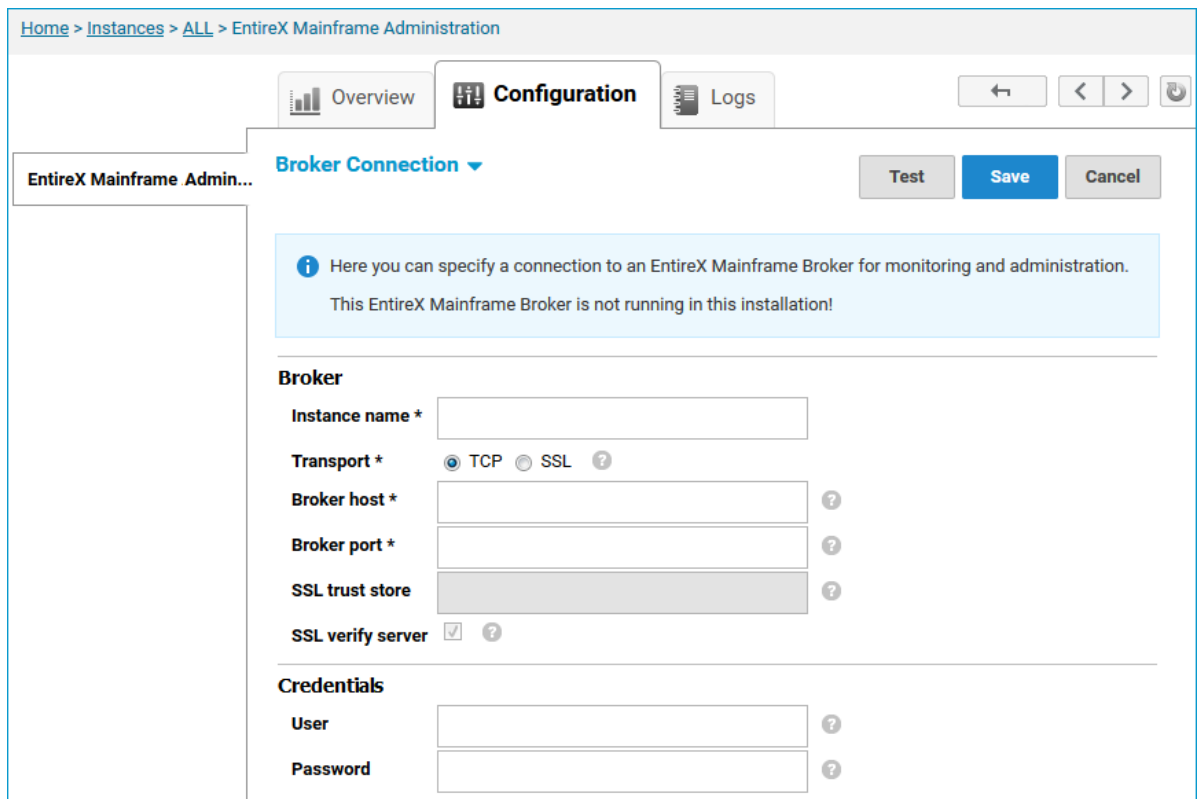 Home > Instances > ALL > EntireX Mainframe Administration
Overview
Configuration
Logs
EntireX Mainframe Admin...
Broker Connection
Test
Save
Cancel
Here you can specify a connection to an EntireX Mainframe Broker for monitoring and administration.
This EntireX Mainframe Broker is not running in this installation!
Broker
Instance name *
Transport * TCP SSL ?
Broker host * ?
Broker port * ?
SSL trust store ?
SSL verify server ?
Credentials
User ?
Password ?